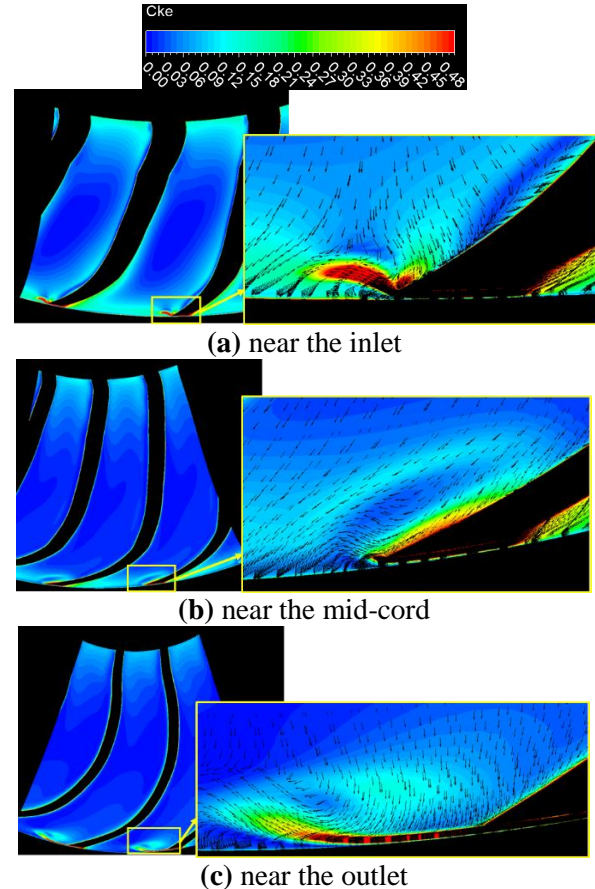 Cke
0.00 0.03 0.06 0.09 0.12 0.15 0.18 0.21 0.24 0.27 0.30 0.33 0.36 0.39 0.42 0.45 0.48
(a) near the inlet
(b) near the mid-cord
(c) near the outlet